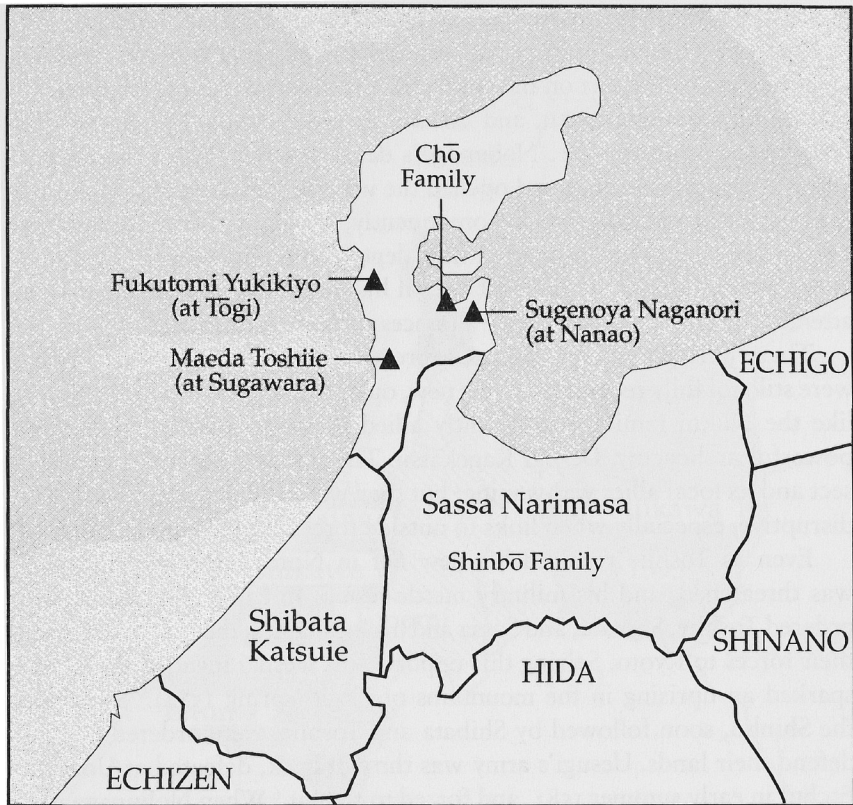 Chō
Family
Fukutomi Yukikiyo
(at Tōgi)
Sugenoya Naganori
(at Nanao)
Maeda Toshiie
(at Sugawara)
ECHIGO
Sassa Narimasa
Shinbō Family
Shibata
Katsuie
SHINANO
HIDA
ECHIZEN